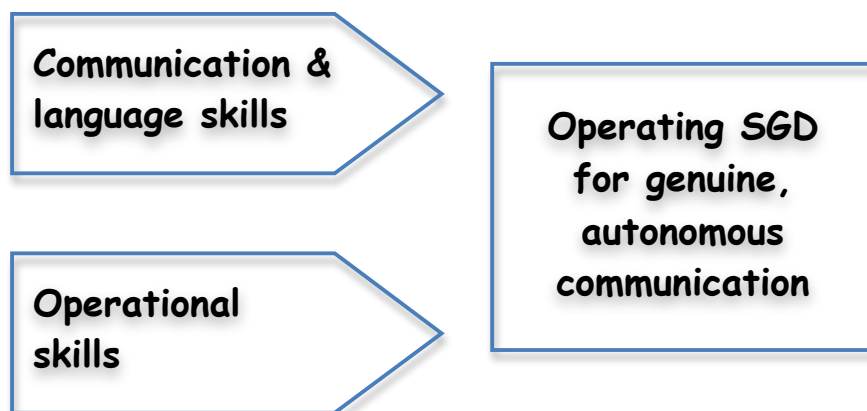 Communication &
language skills
Operational
skills
Operating SGD
for genuine,
autonomous
communication